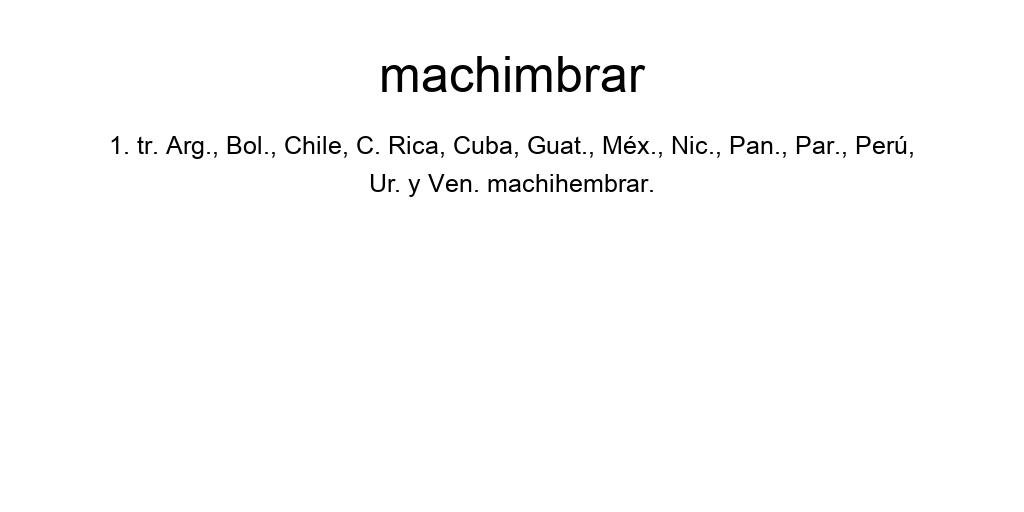 machimbrar
1. tr. Arg., Bol., Chile, C. Rica, Cuba, Guat., Méx., Nic., Pan., Par., Perú,
Ur. y Ven. machihembrar.